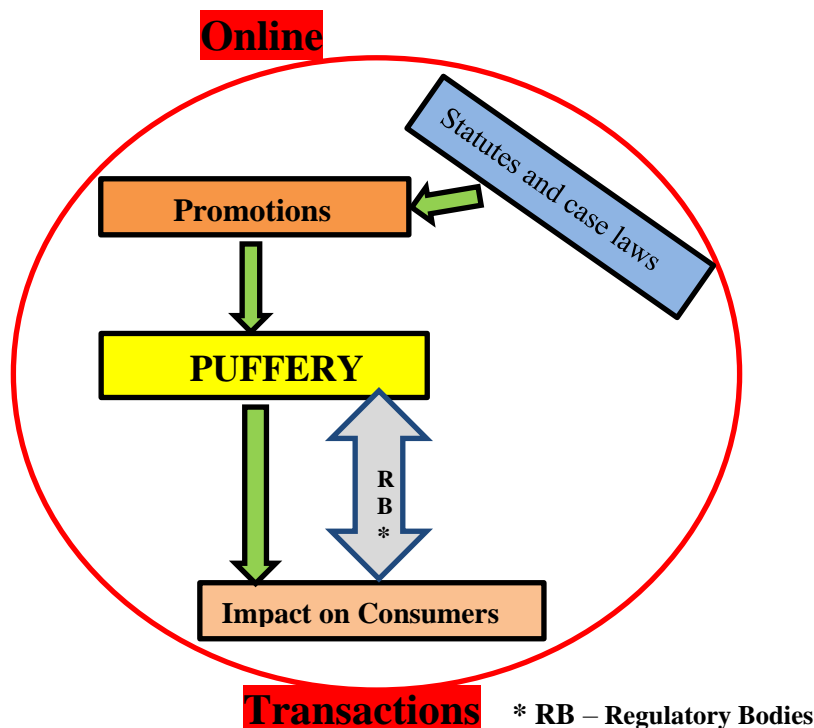 Online
Statutes and case laws
Promotions
PUFFERY
R
B
*
Impact on Consumers
Transactions
* RB – Regulatory Bodies